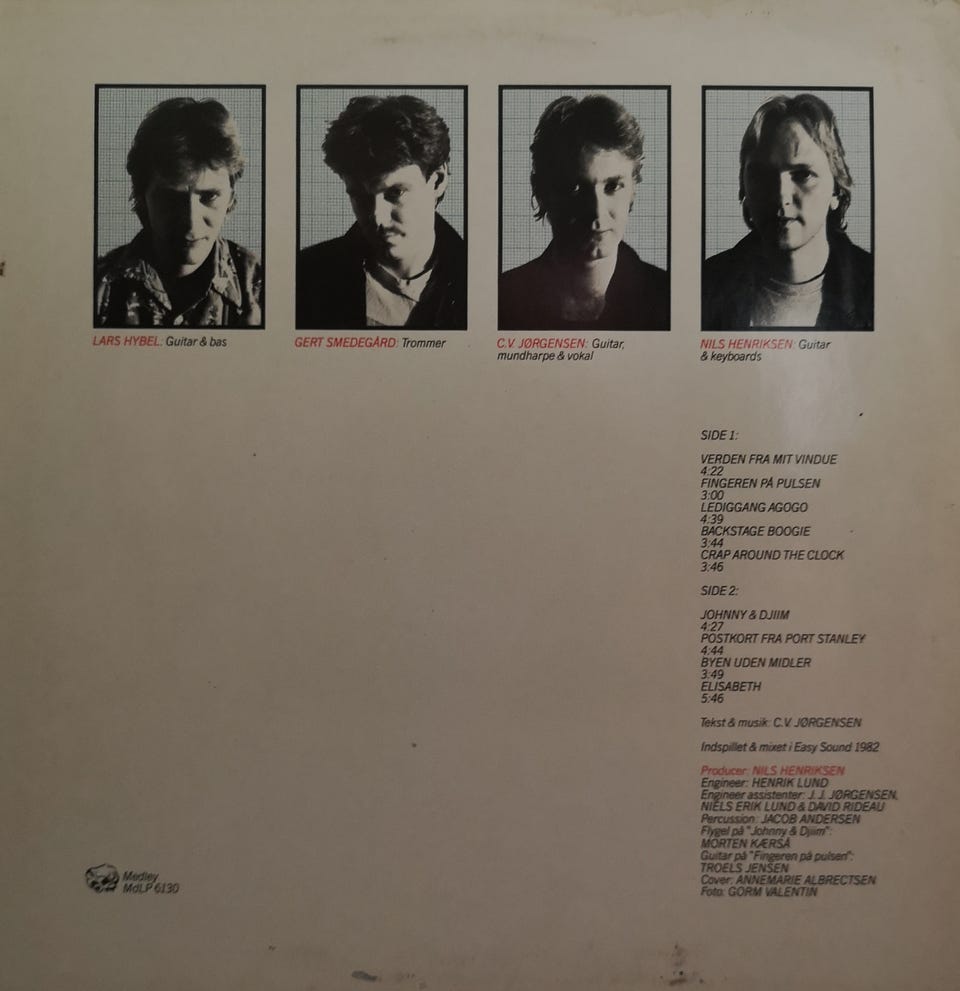 LARS HYBEL: Guitar & bas
GERT SMEDEGÅRD: Trommer
C.V. JØRGENSEN: Guitar,
mundharpe & vokal
NILS HENRIKSEN: Guitar
& keyboards
SIDE 1:
VERDEN FRA MIT VINDUE
4:22
FINGEREN PÅ PULSEN
3:00
LEDIGGANG AGOGO
4:39
BACKSTAGE BOOGIE
3:44
CRAP AROUND THE CLOCK
3:46
SIDE 2:
JOHNNY & DJIIM
4:27
POSTKORT FRA PORT STANLEY
4:44
BYEN UDEN MIDLER
3:49
ELISABETH
5:46
Tekst & musik: C.V. JØRGENSEN
Indspillet & mixet i Easy Sound 1982
Producer: NILS HENRIKSEN
Engineer: HENRIK LUND
Engineer assistenter: J. J. JØRGENSEN,
NIELS ERIK LUND & DAVID RIDEAU
Percussion: JACOB ANDERSEN
Flygel på "Johnny & Djiim":
MORTEN KÆRSÅ
Guitar på "Fingeren på pulsen":
TROELS JENSEN
Cover: ANNEMARIE ALBRECTSEN
Foto: GORM VALENTIN
Medley
MdLP 6130